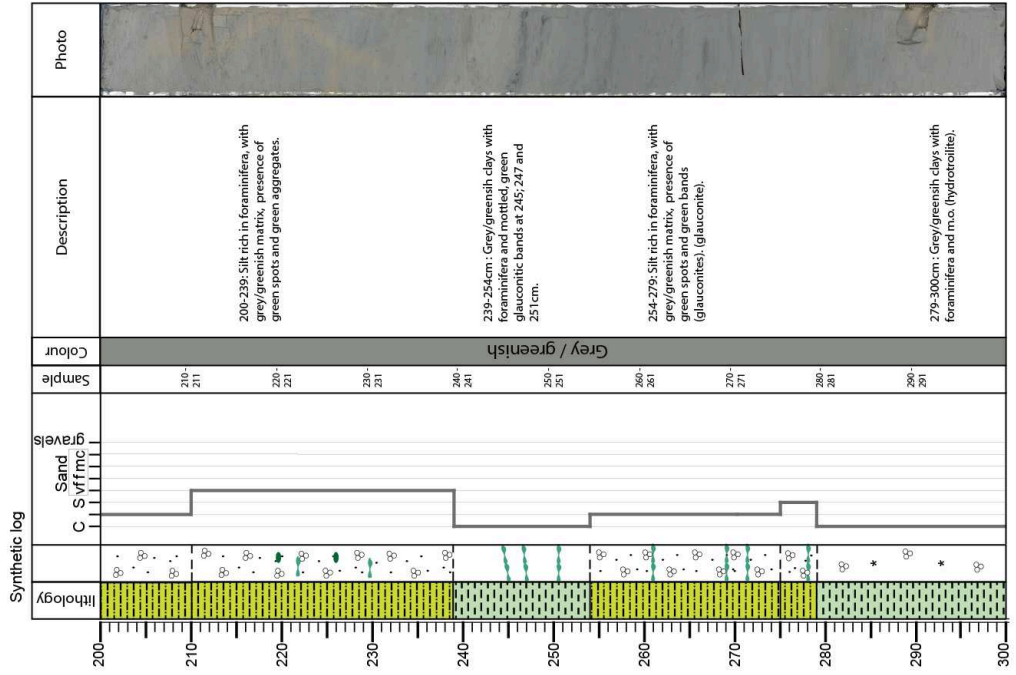 Photo
Description
200-239: Silt rich in foraminifera, with
grey/greenish matrix, presence of
green spots and green aggregates.
239-254cm : Grey/greensih clays with
foraminifera and mottled, green
glauconitic bands at 245; 247 and
251cm.
254-279: Silt rich in foraminifera, with
grey/greenish matrix, presence of
green spots and green bands
(glauconites). (glauconite).
279-300cm : Grey/greensih clays with
foraminifera and m.o. (hydrotroilite).
Colour
Grey / greenish
Sample
210
211
220
221
230
231
240
241
250
251
260
261
270
271
280
281
290
291
Synthetic log
gravels
Sand
C S vf f m c
lithology
* *
200 210 220 230 240 250 260 270 280 290 300